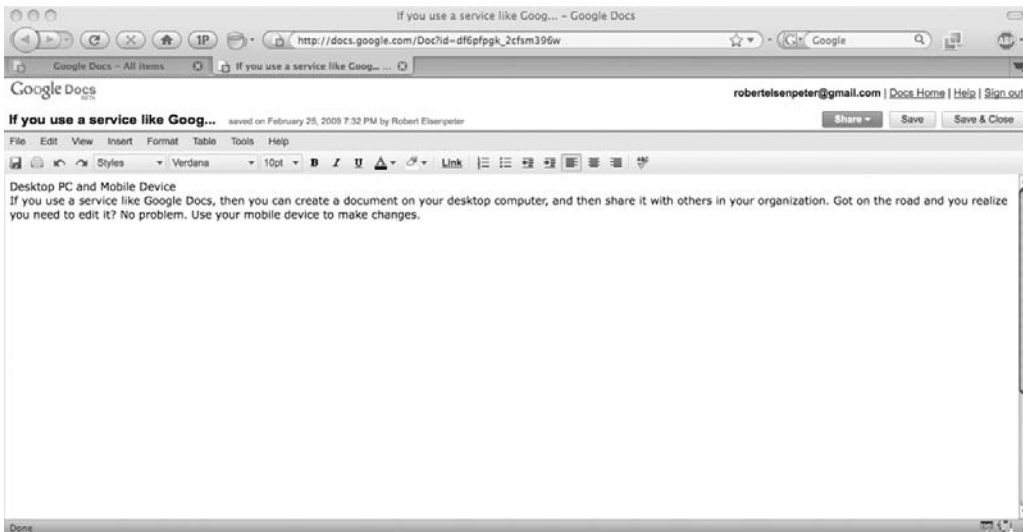 If you use a service like Goog... – Google Docs
1P http://docs.google.com/Doc?id=df6pfpgk_2cfsm396w Google ABP
Google Docs – All items If you use a service like Goog... ...
Google Docs BETA robertelsenpeter@gmail.com | Docs Home | Help | Sign out
If you use a service like Goog... saved on February 25, 2009 7:32 PM by Robert Elsenpeter Share Save Save & Close
File Edit View Insert Format Table Tools Help
Styles Verdana 10pt B I U A Link
Desktop PC and Mobile Device
If you use a service like Google Docs, then you can create a document on your desktop computer, and then share it with others in your organization. Got on the road and you realize
you need to edit it? No problem. Use your mobile device to make changes.
Done